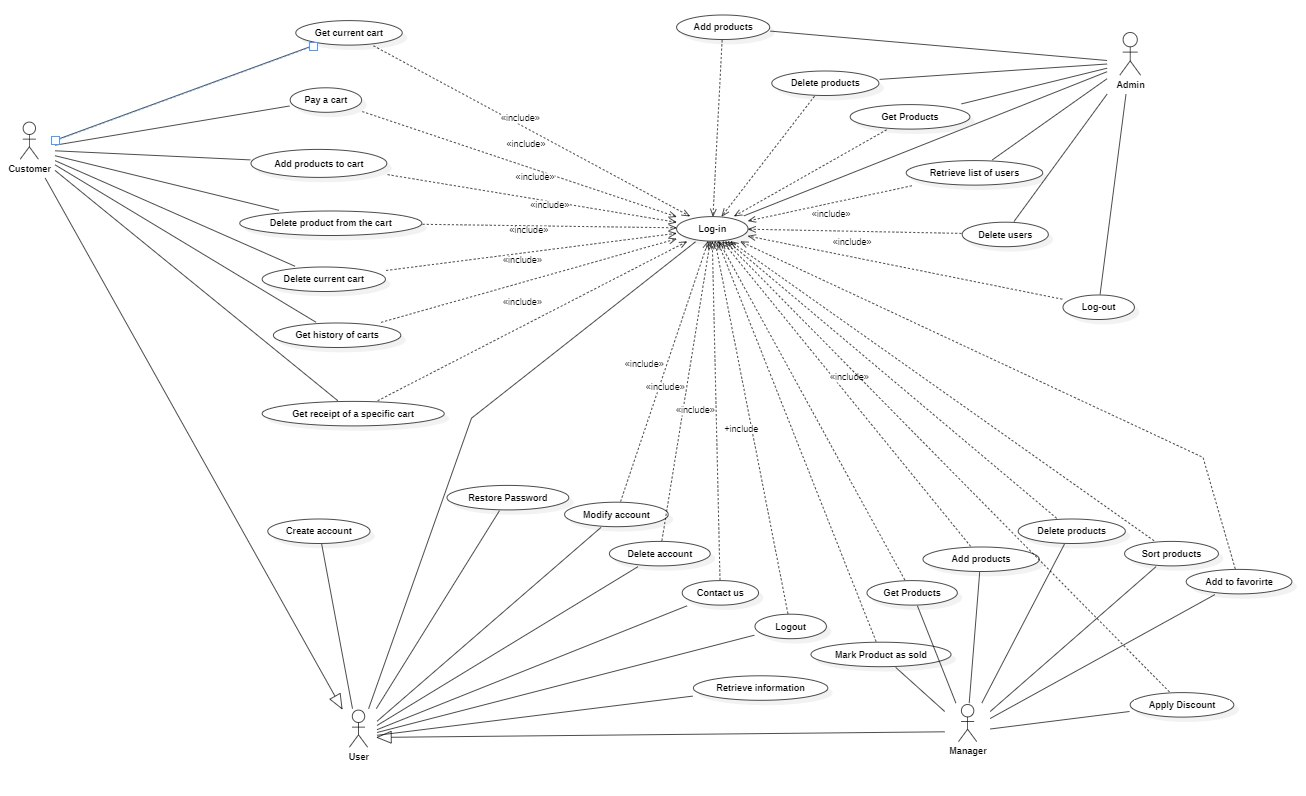 Get current cart
Add products
Delete products
Admin
Pay a cart
Get Products
«include»
Customer
«include»
Add products to cart
Retrieve list of users
«include»
«include»
«include»
Delete product from the cart
«include»
Log-in
Delete users
«include»
«include»
Delete current cart
«include»
Log-out
Get history of carts
«include»
«include»
«include»
Get receipt of a specific cart
«include»
+include
Restore Password
Modify account
Create account
Delete products
Delete account
Add products
Sort products
Add to favorirte
Contact us
Get Products
Logout
Mark Product as sold
Retrieve information
Apply Discount
User
Manager